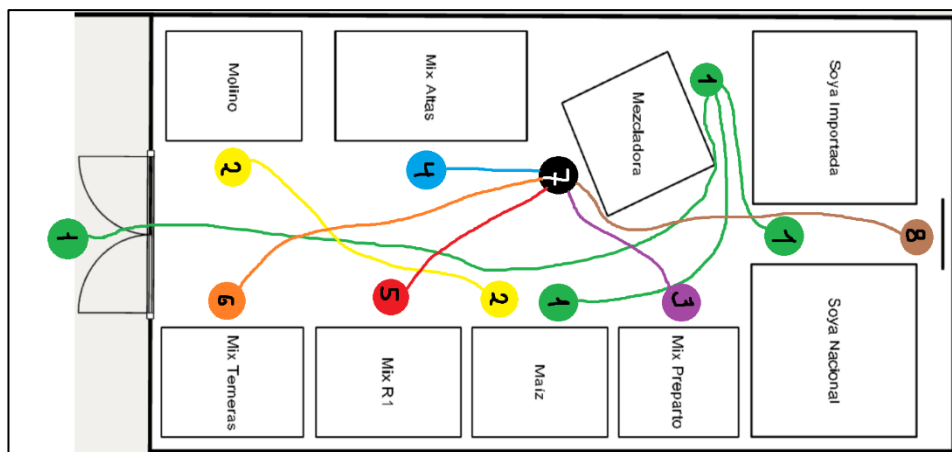 Molino
Mix Altas
Mezcladora
Soya Importada
1
2
4
7
1
1
8
6
5
2
1
3
Mix Terneras
Mix R1
Maíz
Mix Preparto
Soya Nacional